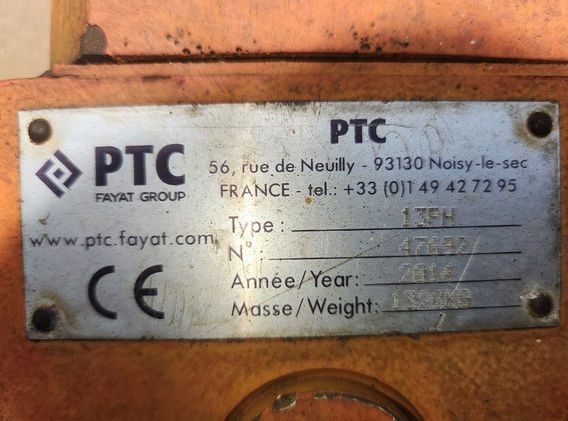 PTC
PTC
FAYAT GROUP
56, rue de Neuilly - 93130 Noisy-le-sec
FRANCE - tel.: +33 (0)1 49 42 72 95
www.ptc.fayat.com
Type :
N° :
Année/Year: 2014
Masse/Weight:
CE